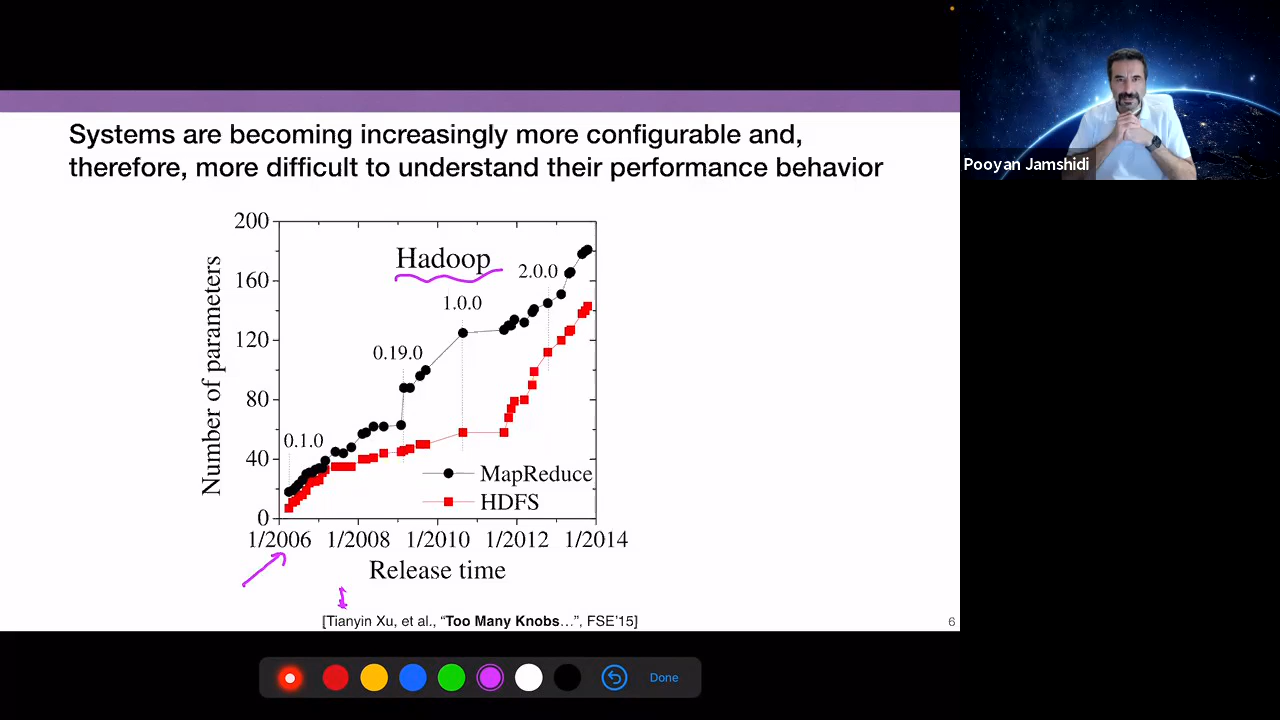 Systems are becoming increasingly more configurable and,
therefore, more difficult to understand their performance behavior
Pooyan Jamshidi
200
160
120
80
40
0
Number of parameters
Hadoop
2.0.0
1.0.0
0.19.0
0.1.0
MapReduce
HDFS
1/2006 1/2008 1/2010 1/2012 1/2014
Release time
[Tianyin Xu, et al., “Too Many Knobs…”, FSE’15]
6
Done